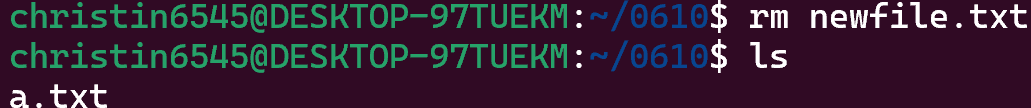 christin6545@DESKTOP-97TUEKM:~/0610$ rm newfile.txt
christin6545@DESKTOP-97TUEKM:~/0610$ ls
a.txt